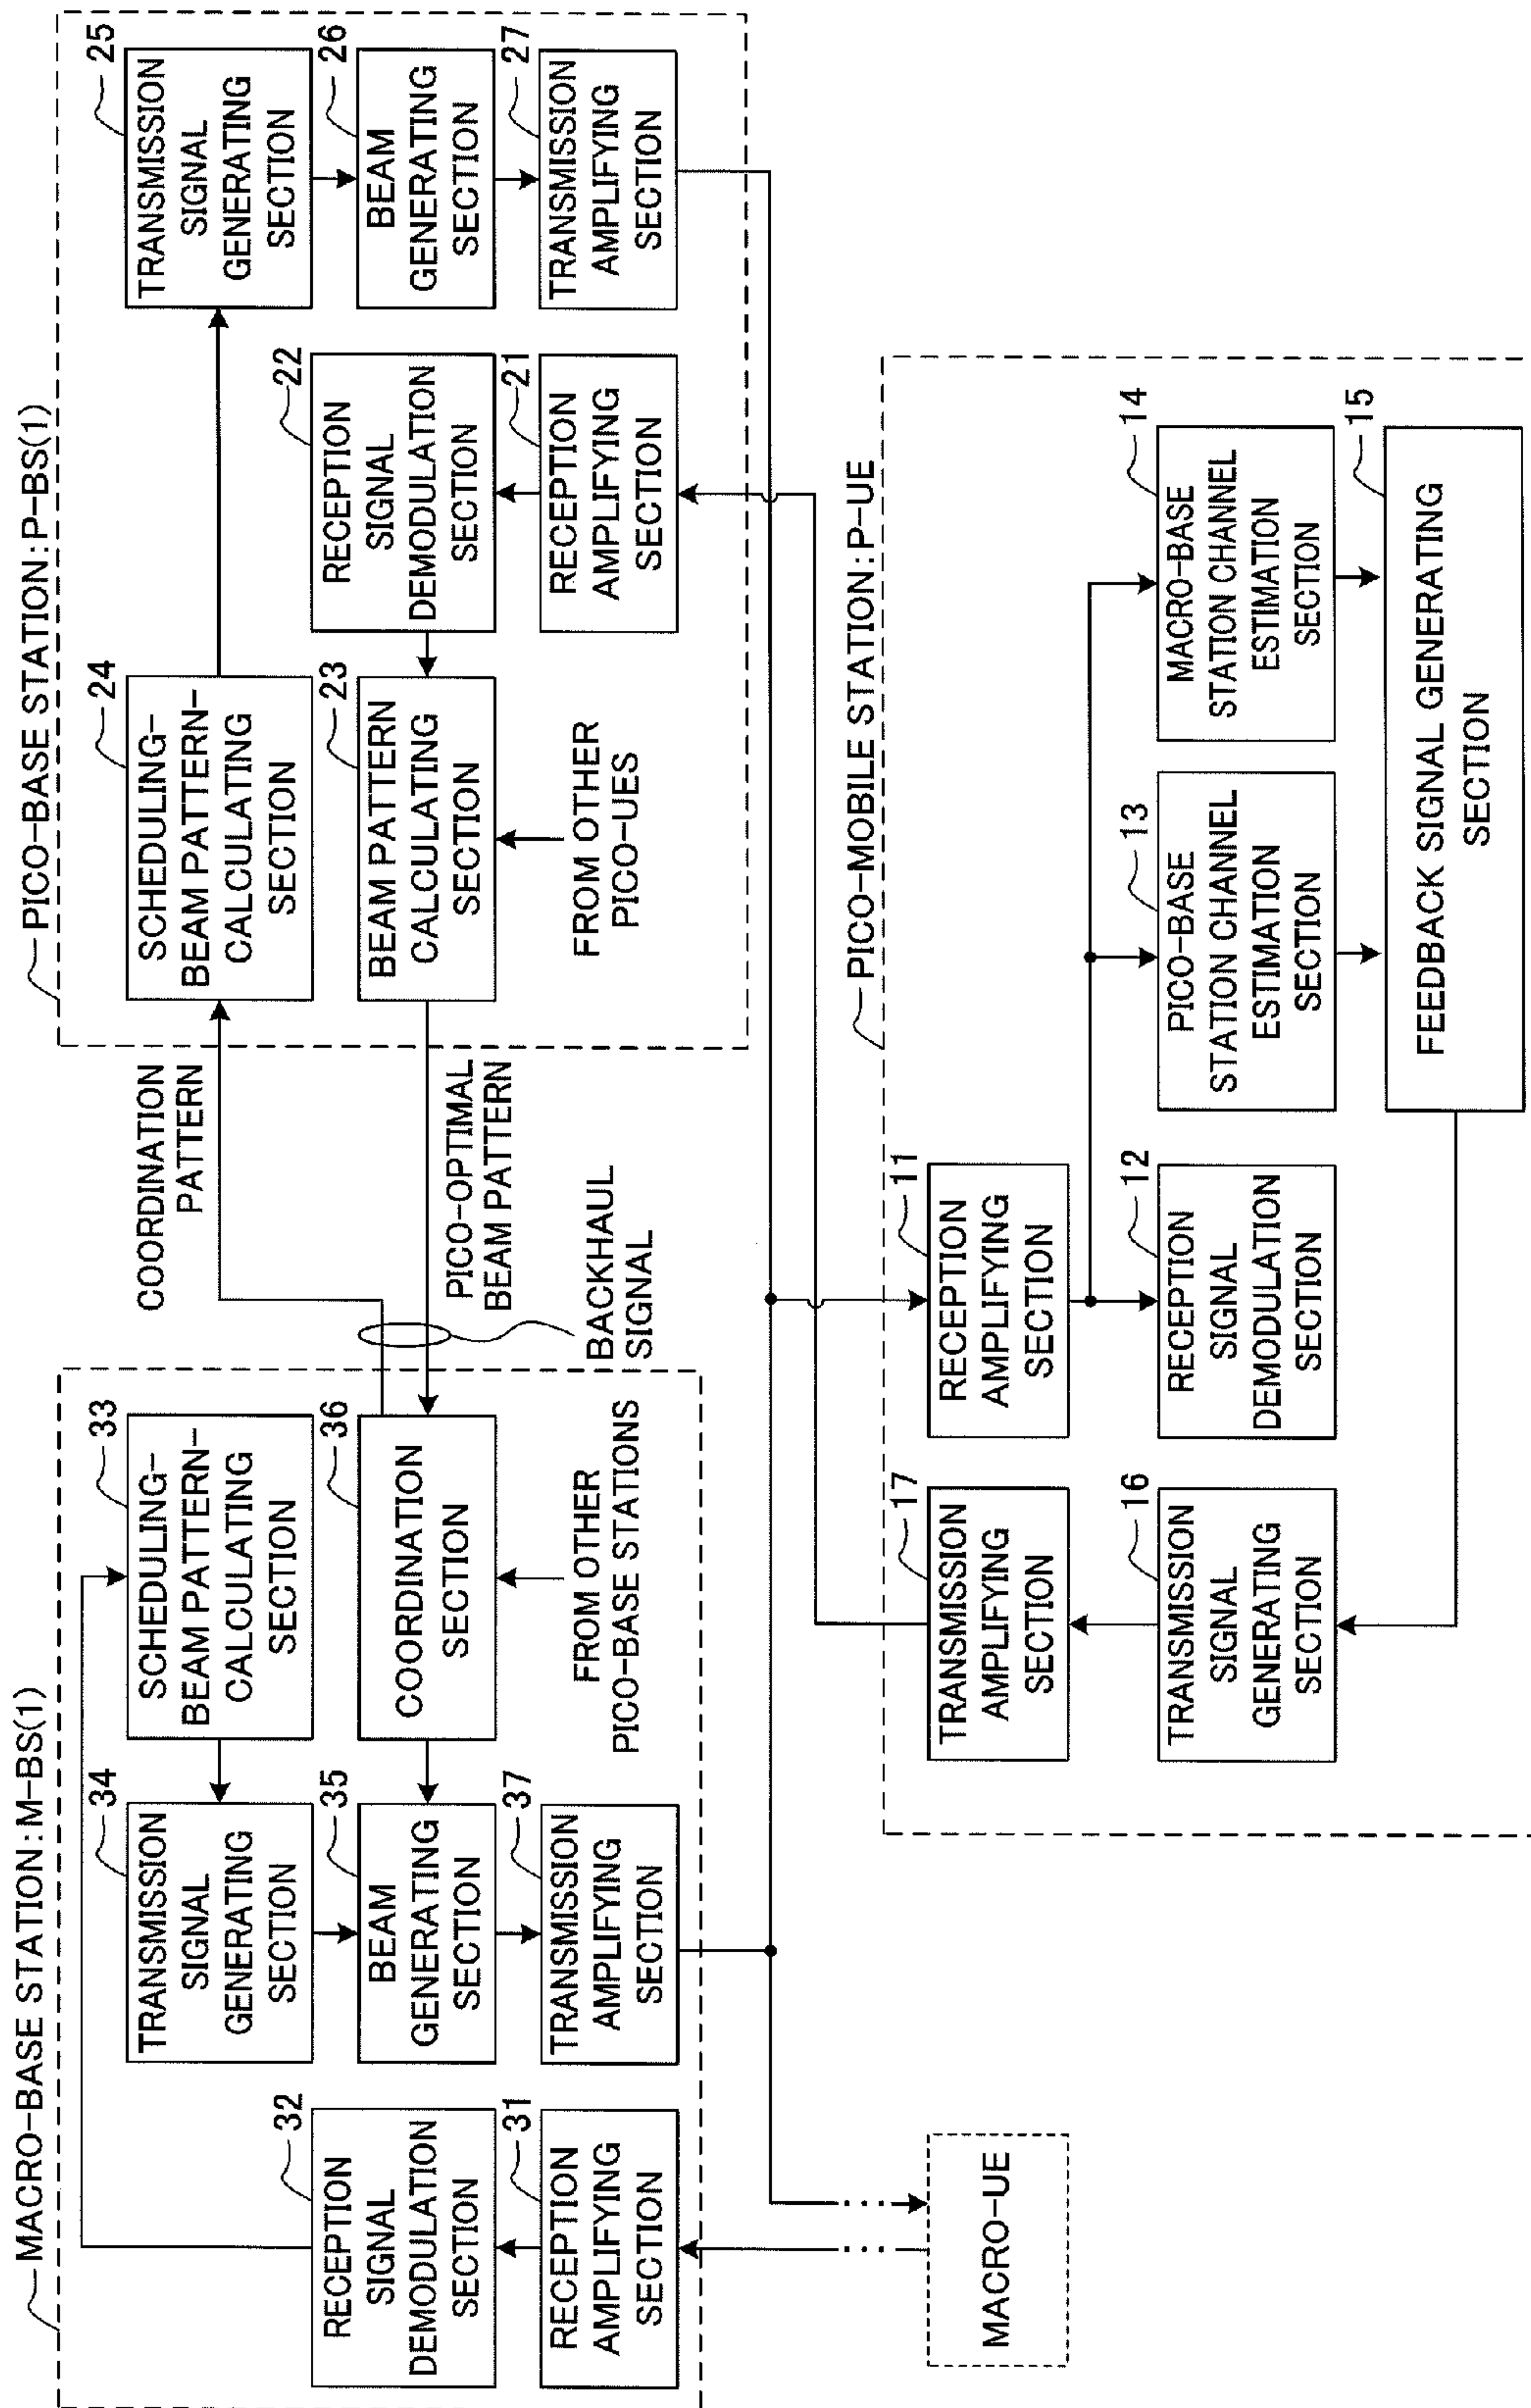 MACRO-BASE STATION:M-BS(1)
32
RECEPTION
SIGNAL
DEMODULATION
SECTION
31
RECEPTION
AMPLIFYING
SECTION
34
TRANSMISSION
SIGNAL
GENERATING
SECTION
35
BEAM
GENERATING
SECTION
37
TRANSMISSION
AMPLIFYING
SECTION
33
SCHEDULING-
BEAM PATTERN-
CALCULATING
SECTION
36
COORDINATION
SECTION
FROM OTHER
PICO-BASE STATIONS
COORDINATION
PATTERN
PICO-OPTIMAL
BEAM PATTERN
BACKHAUL
SIGNAL
PICO-BASE STATION:P-BS(1)
24
SCHEDULING-
BEAM PATTERN-
CALCULATING
SECTION
23
BEAM PATTERN
CALCULATING
SECTION
FROM OTHER
PICO-UES
22
RECEPTION
SIGNAL
DEMODULATION
SECTION
21
RECEPTION
AMPLIFYING
SECTION
25
TRANSMISSION
SIGNAL
GENERATING
SECTION
26
BEAM
GENERATING
SECTION
27
TRANSMISSION
AMPLIFYING
SECTION
MACRO-UE
PICO-MOBILE STATION:P-UE
17
TRANSMISSION
AMPLIFYING
SECTION
16
TRANSMISSION
SIGNAL
GENERATING
SECTION
11
RECEPTION
AMPLIFYING
SECTION
12
RECEPTION
SIGNAL
DEMODULATION
SECTION
13
PICO-BASE
STATION CHANNEL
ESTIMATION
SECTION
14
MACRO-BASE
STATION CHANNEL
ESTIMATION
SECTION
15
FEEDBACK SIGNAL GENERATING
SECTION